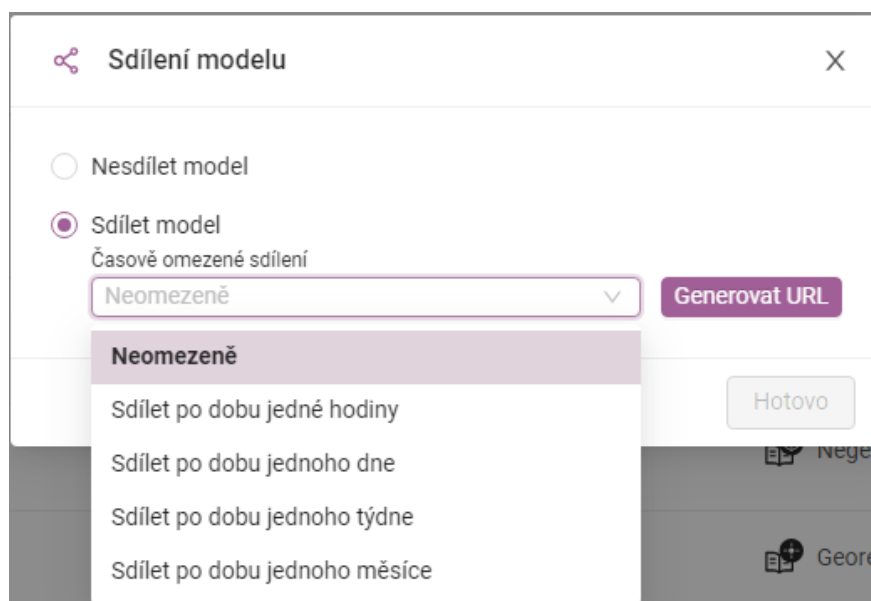 Sdílení modelu
Nesdílet model
Sdílet model
Časově omezené sdílení
Neomezeně
Generovat URL
Neomezeně
Hotovo
Sdílet po dobu jedné hodiny
Sdílet po dobu jednoho dne
Sdílet po dobu jednoho týdne
Sdílet po dobu jednoho měsíce